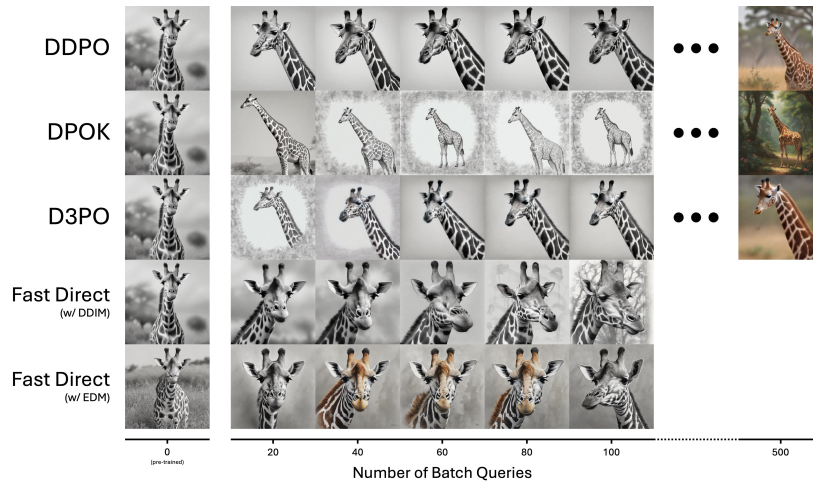 DDPO
DPOK
D3PO
Fast Direct
(w/ DDIM)
Fast Direct
(w/ EDM)
0 20 40 60 80 100 500
(pre-trained)
Number of Batch Queries